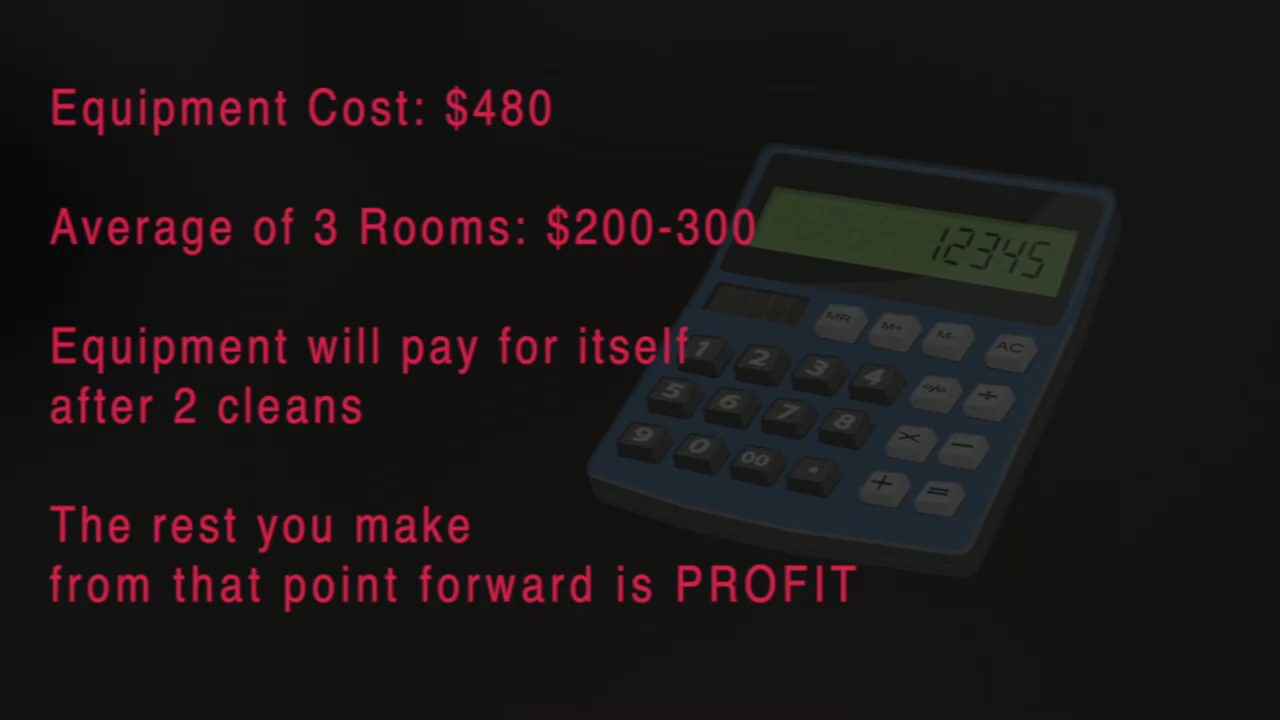 Equipment Cost: $480
Average of 3 Rooms: $200-300
12345
Equipment will pay for itself
after 2 cleans
The rest you make
from that point forward is PROFIT
MR M+ M- AC
1 2 3 4 % ÷
5 6 7 8 × −
9 0 00 . + =